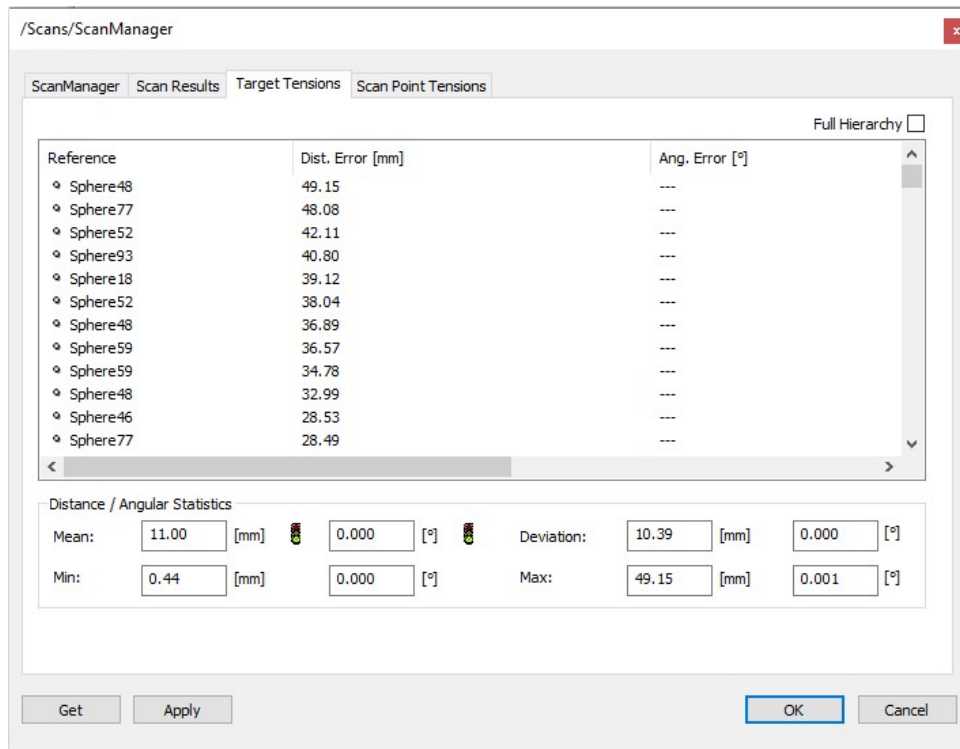 /Scans/ScanManager
x
ScanManager Scan Results Target Tensions Scan Point Tensions
Full Hierarchy
Reference Dist. Error [mm] Ang. Error [º]
Sphere48 49.15 ---
Sphere77 48.08 ---
Sphere52 42.11 ---
Sphere93 40.80 ---
Sphere18 39.12 ---
Sphere52 38.04 ---
Sphere48 36.89 ---
Sphere59 36.57 ---
Sphere59 34.78 ---
Sphere48 32.99 ---
Sphere46 28.53 ---
Sphere77 28.49 ---
Distance / Angular Statistics
Mean: 11.00 [mm] 0.000 [º] Deviation: 10.39 [mm] 0.000 [º]
Min: 0.44 [mm] 0.000 [º] Max: 49.15 [mm] 0.001 [º]
Get Apply OK Cancel